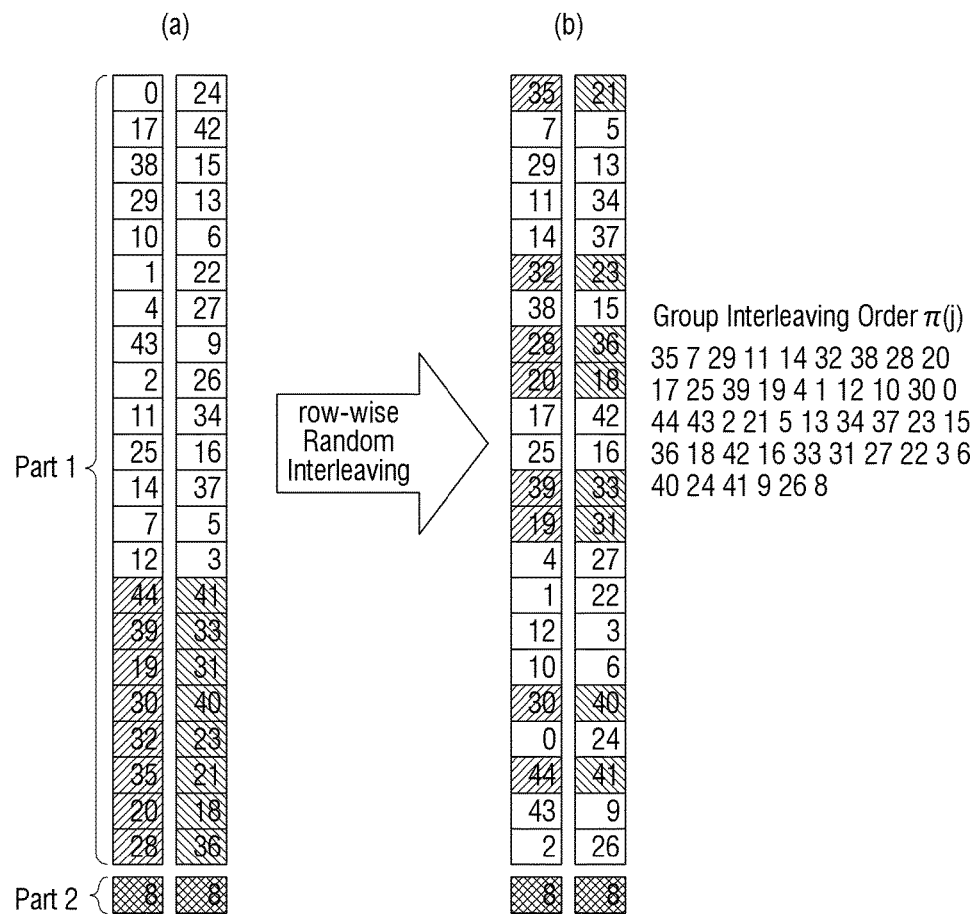 (a) (b)
0 24 35 21
17 42 7 5
38 15 29 13
29 13 11 34
10 6 14 37
1 22 32 23
4 27 38 15
43 9 28 36
2 26 20 18
11 34 17 42
25 16 25 16
14 37 39 33
7 5 19 31
12 3 4 27
44 41 1 22
39 33 12 3
19 31 10 6
30 40 30 40
32 23 0 24
35 21 44 41
20 18 43 9
28 36 2 26
8 8 8 8
Part 1
Part 2
row-wise
Random
Interleaving
Group Interleaving Order π(j)
35 7 29 11 14 32 38 28 20
17 25 39 19 4 1 12 10 30 0
44 43 2 21 5 13 34 37 23 15
36 18 42 16 33 31 27 22 3 6
40 24 41 9 26 8